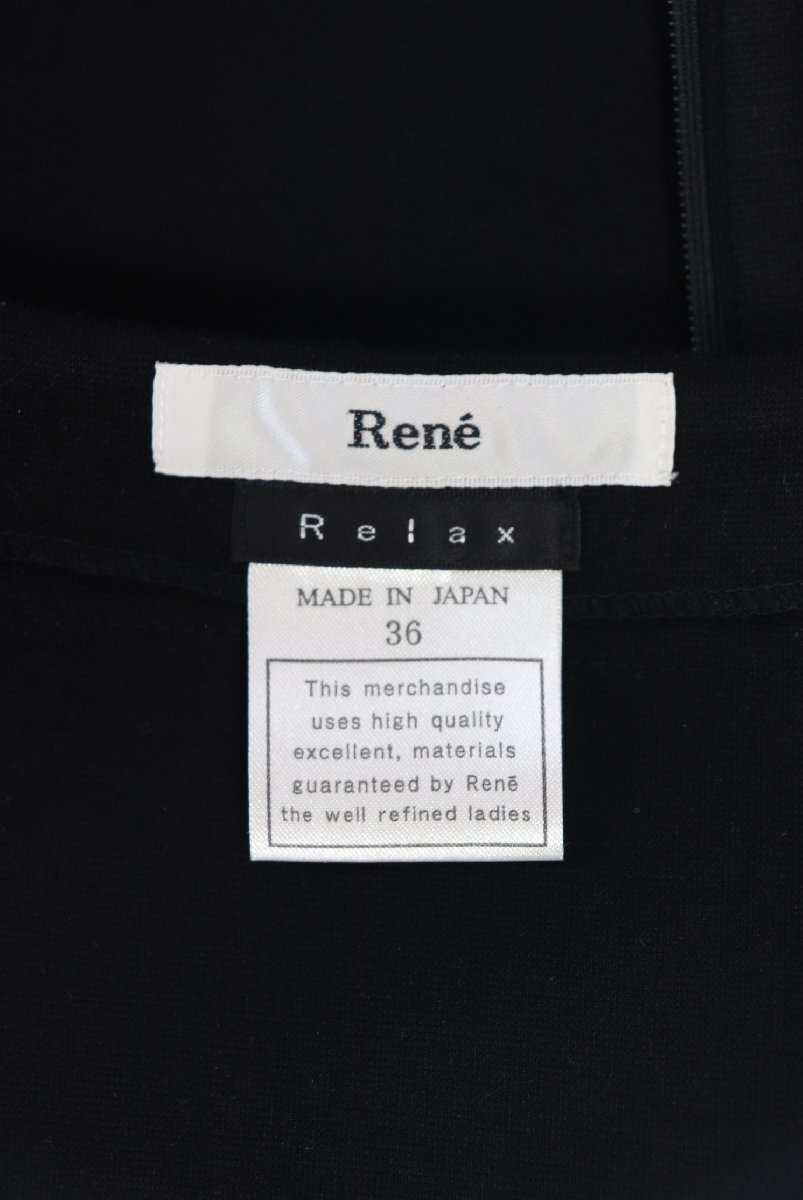 René
Relax
MADE IN JAPAN
36
This merchandise
uses high quality
excellent, materials
guaranteed by Renē
the well refined ladies